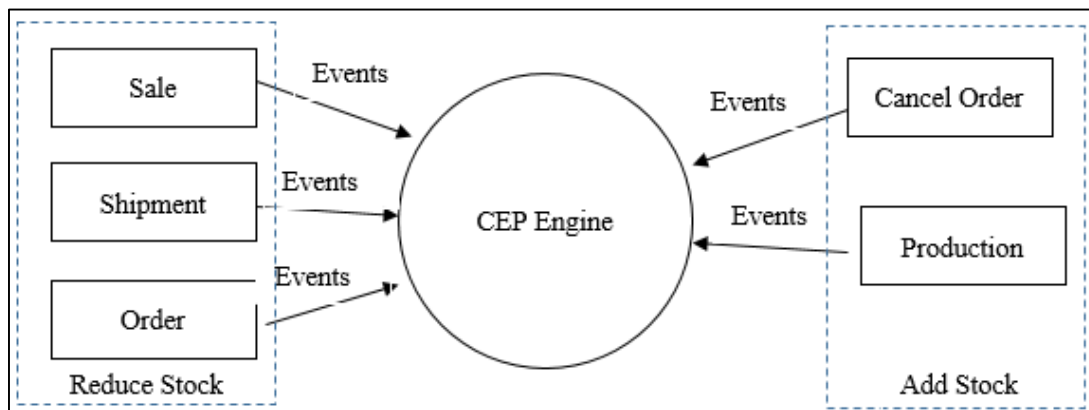 Sale
Events
Shipment
Events
Order
Events
Reduce Stock
CEP Engine
Events
Cancel Order
Events
Production
Add Stock